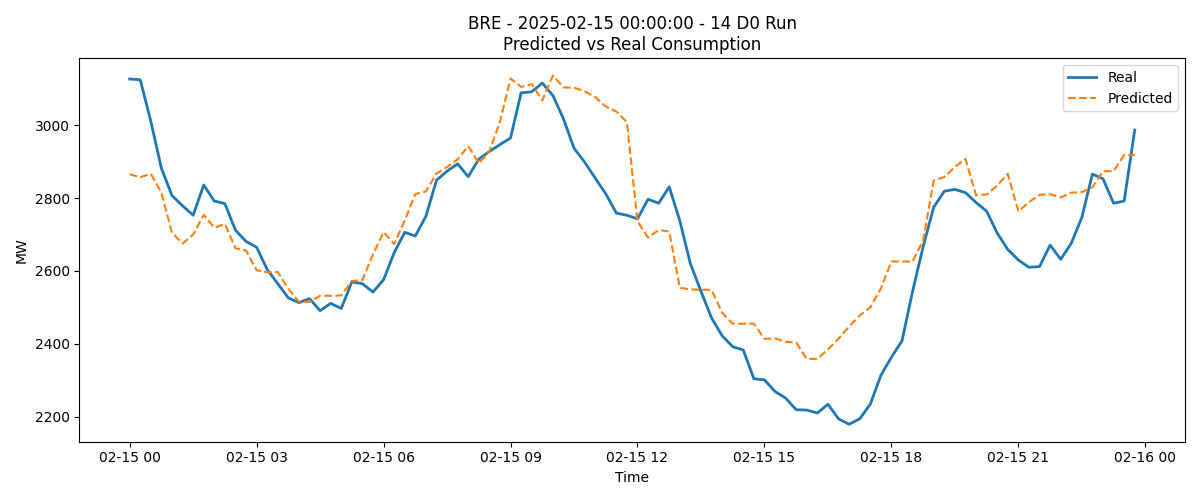 BRE - 2025-02-15 00:00:00 - 14 D0 Run
Predicted vs Real Consumption
Real
Predicted
MW
3000
2800
2600
2400
2200
02-15 00
02-15 03
02-15 06
02-15 09
02-15 12
02-15 15
02-15 18
02-15 21
02-16 00
Time